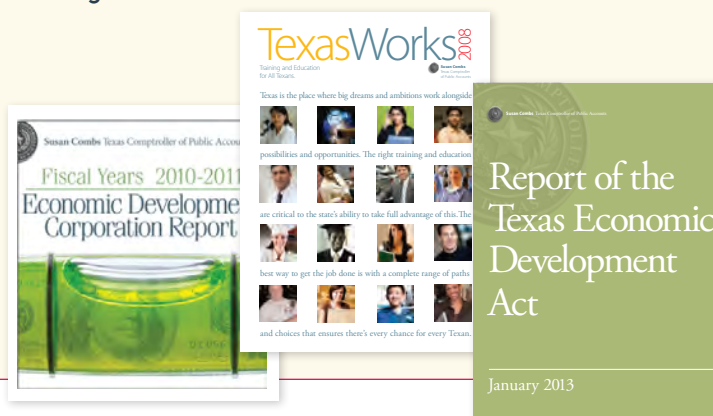 Susan Combs Texas Comptroller of Public Accou
Fiscal Years 2010-2011
Economic Developme
Corporation Report
TexasWorks 2008
Training and Education
for All Texans.
Susan Combs
Texas Comptroller
of Public Accounts
Texas is the place where big dreams and ambitions work alongside
possibilities and opportunities. The right training and education
are critical to the state's ability to take full advantage of this. The
best way to get the job done is with a complete range of paths
and choices that ensures there's every chance for every Texan.
Susan Combs Texas Comptroller of Public Accounts
Report of the
Texas Economic
Development
Act
January 2013